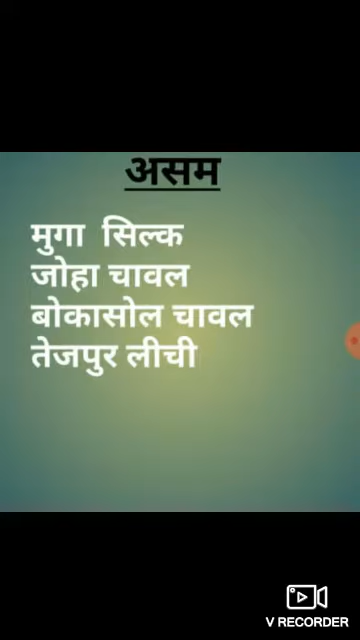 असम
मुगा सिल्क
जोहा चावल
बोकासोल चावल
तेजपुर लीची
V RECORDER